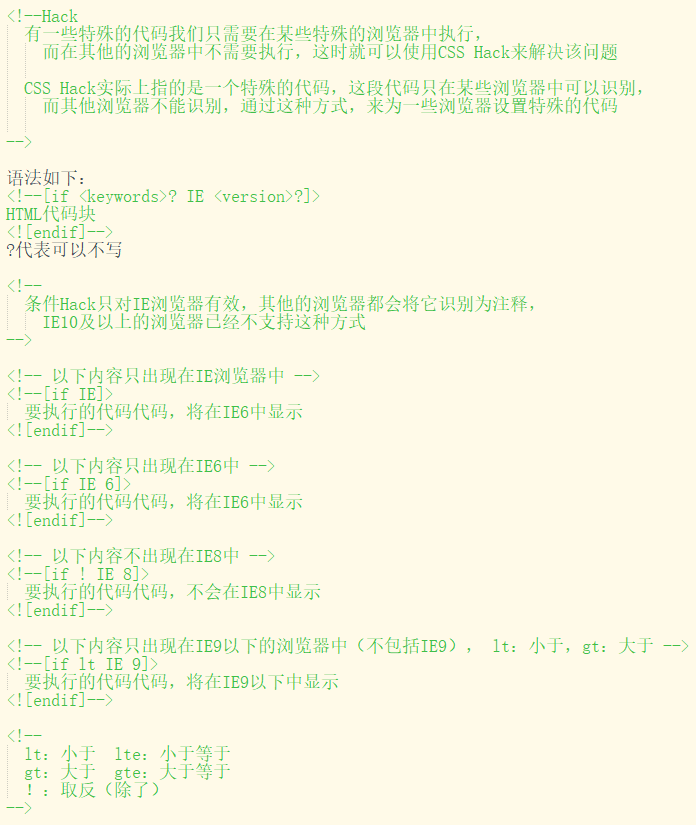 <!--Hack
有一些特殊的代码我们只需要在某些特殊的浏览器中执行，
而在其他的浏览器中不需要执行，这时就可以使用CSS Hack来解决该问题
CSS Hack实际上指的是一个特殊的代码，这段代码只在某些浏览器中可以识别，
而其他浏览器不能识别，通过这种方式，来为一些浏览器设置特殊的代码
-->
语法如下：
<!--[if <keywords>? IE <version>?]>
HTML代码块
<![endif]-->
?代表可以不写
<!--
条件Hack只对IE浏览器有效，其他的浏览器都会将它识别为注释，
IE10及以上的浏览器已经不支持这种方式
-->
<!-- 以下内容只出现在IE浏览器中 -->
<!--[if IE]>
要执行的代码代码，将在IE6中显示
<![endif]-->
<!-- 以下内容只出现在IE6中 -->
<!--[if IE 6]>
要执行的代码代码，将在IE6中显示
<![endif]-->
<!-- 以下内容不出现在IE8中 -->
<!--[if ! IE 8]>
要执行的代码代码，不会在IE8中显示
<![endif]-->
<!-- 以下内容只出现在IE9以下的浏览器中（不包括IE9）， lt：小于，gt：大于 -->
<!--[if lt IE 9]>
要执行的代码代码，将在IE9以下中显示
<![endif]-->
<!--
lt：小于 lte：小于等于
gt：大于 gte：大于等于
！：取反（除了）
-->